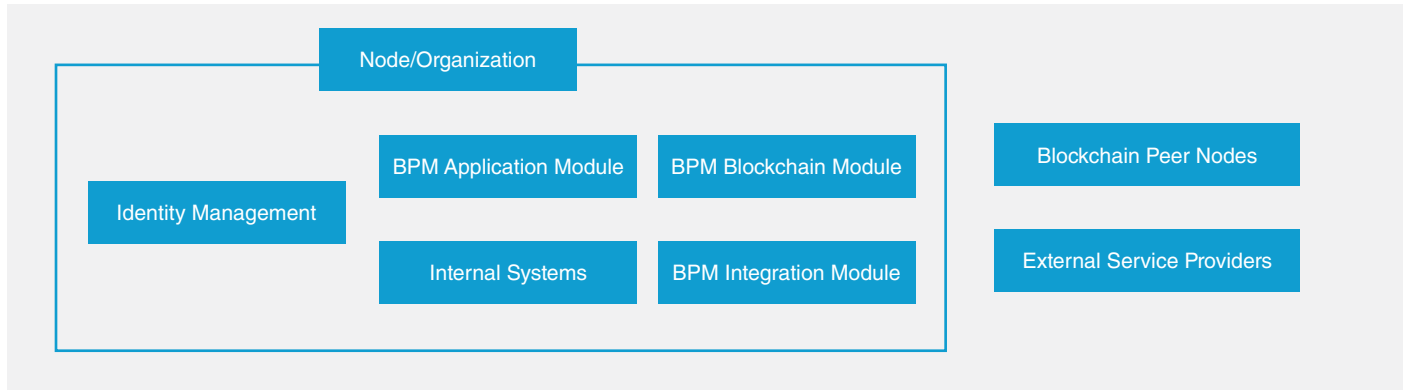 Node/Organization
BPM Application Module
BPM Blockchain Module
Blockchain Peer Nodes
Identity Management
Internal Systems
BPM Integration Module
External Service Providers